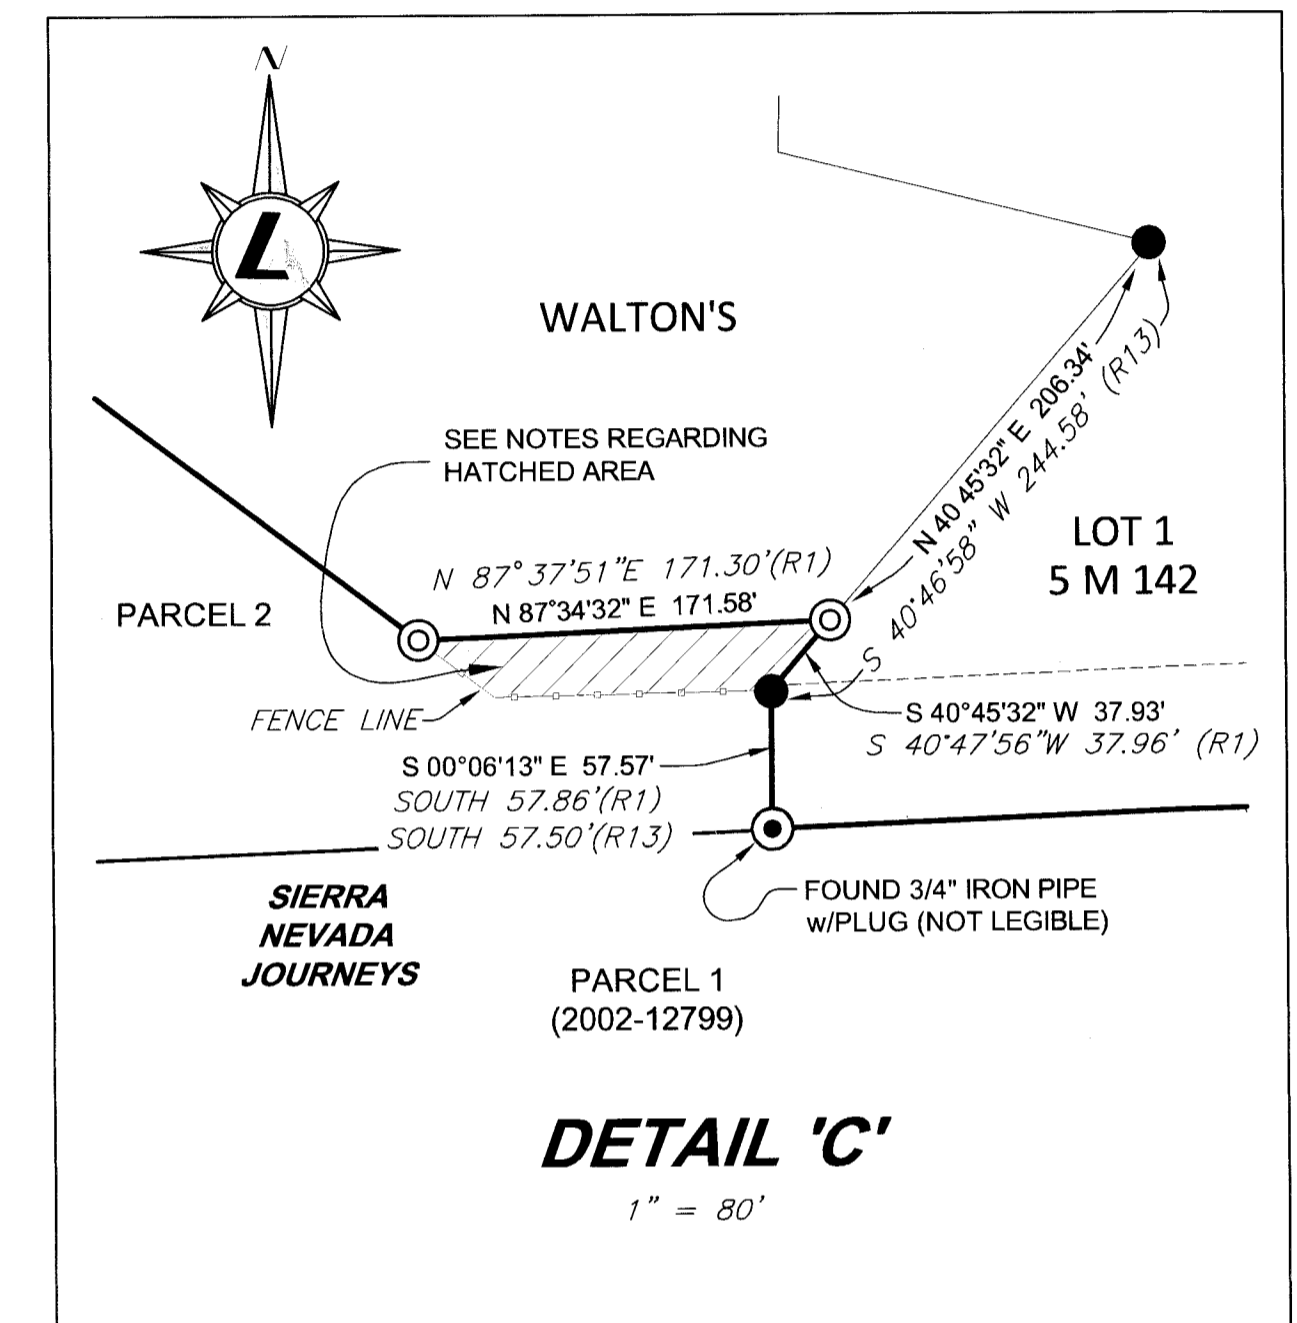 N
L
WALTON'S
SEE NOTES REGARDING
HATCHED AREA
N 40 45'32" E 206.34'
S 40°46'58" W 244.58' (R13)
LOT 1
5 M 142
N 87°37'51"E 171.30'(R1)
N 87°34'32" E 171.58'
PARCEL 2
FENCE LINE
S 40°45'32" W 37.93'
S 40°47'56"W 37.96' (R1)
S 00°06'13" E 57.57'
SOUTH 57.86'(R1)
SOUTH 57.50'(R13)
SIERRA
NEVADA
JOURNEYS
FOUND 3/4" IRON PIPE
w/PLUG (NOT LEGIBLE)
PARCEL 1
(2002-12799)
DETAIL 'C'
1" = 80'